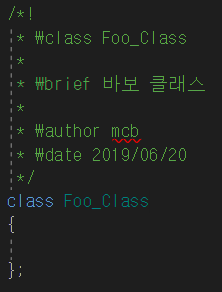 /*!
* ₩class Foo_Class
*
* ₩brief 바보 클래스
*
* ₩author mcb
* ₩date 2019/06/20
*/
class Foo_Class
{
};